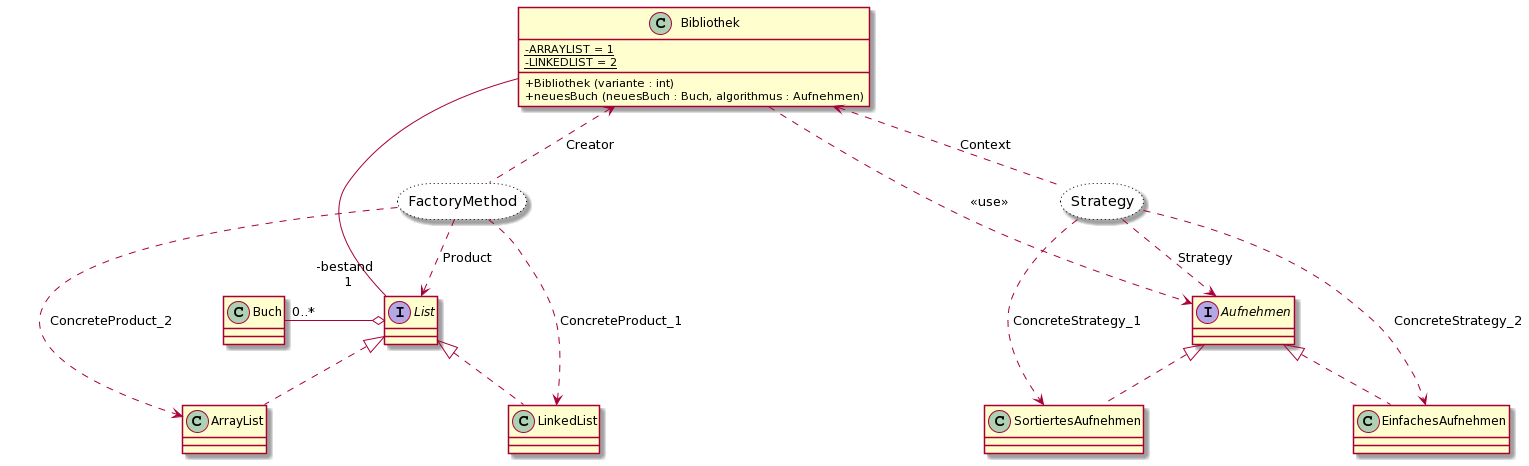 C Bibliothek
-ARRAYLIST = 1
-LINKEDLIST = 2
+Bibliothek (variante : int)
+neuesBuch (neuesBuch : Buch, algorithmus : Aufnehmen)
Creator
Context
FactoryMethod
«use»
Strategy
Product
Strategy
-bestand
1
C Buch
0..*
I List
I Aufnehmen
ConcreteProduct_2
ConcreteProduct_1
ConcreteStrategy_1
ConcreteStrategy_2
C ArrayList
C LinkedList
C SortiertesAufnehmen
C EinfachesAufnehmen